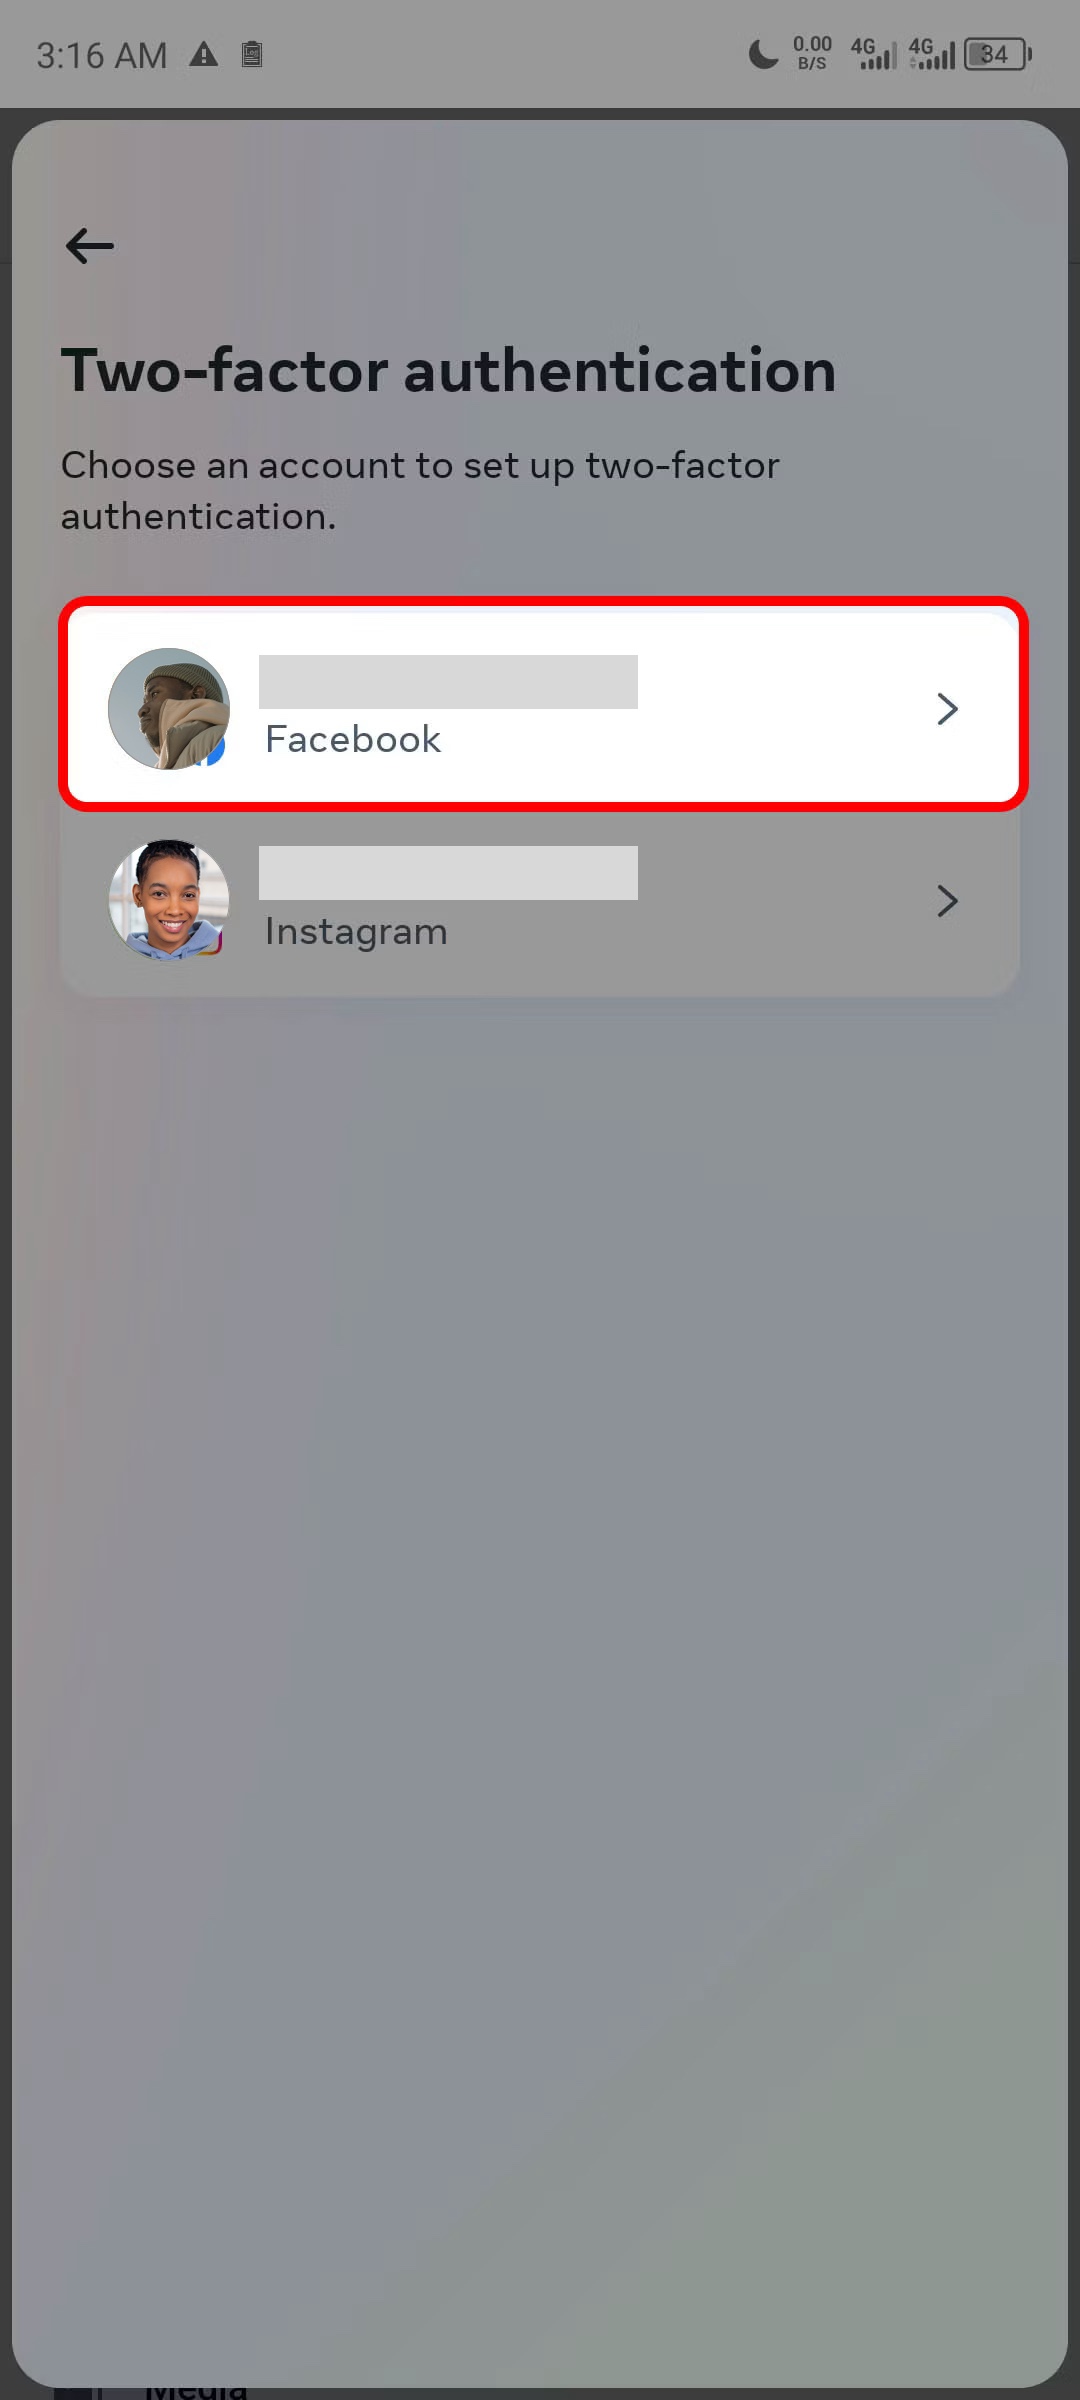 3:16 AM
0.00
B/S
4G
4G
34
Two-factor authentication
Choose an account to set up two-factor
authentication.
Facebook
Instagram
Media